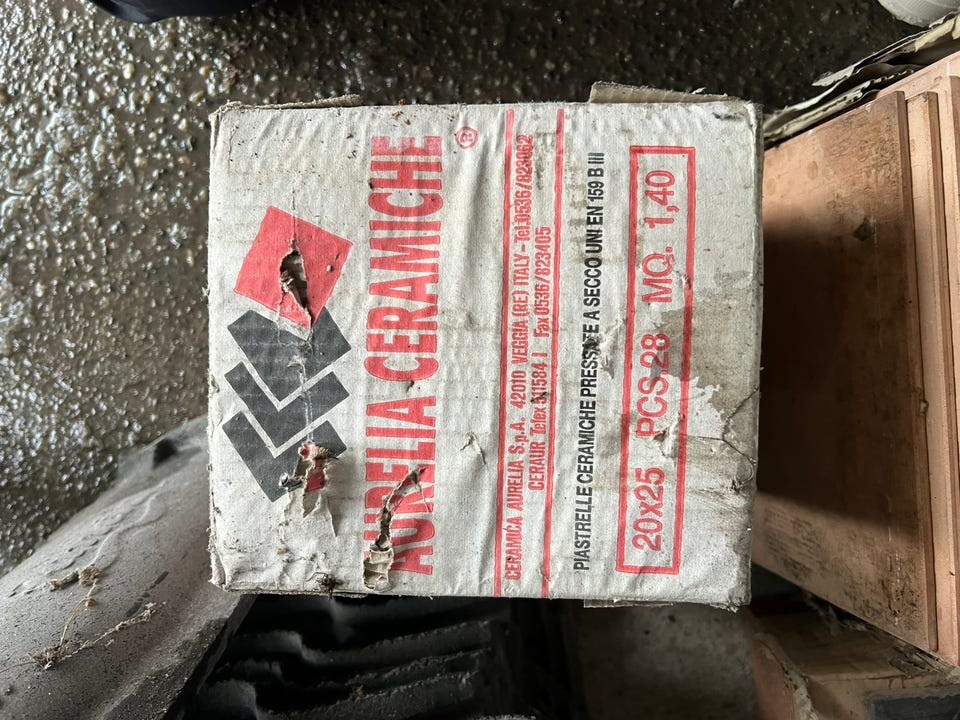 AURELIA CERAMICHE ®
CERAMICA AURELIA S.p.A. 42010 VEGGIA (RE) ITALY - Tel. 0536/823062
CERAUR Telex 511584 I Fax 0536/823405
PIASTRELLE CERAMICHE PRESSATE A SECCO UNI EN 159 B III
20x25 PCS.28 MQ. 1,40